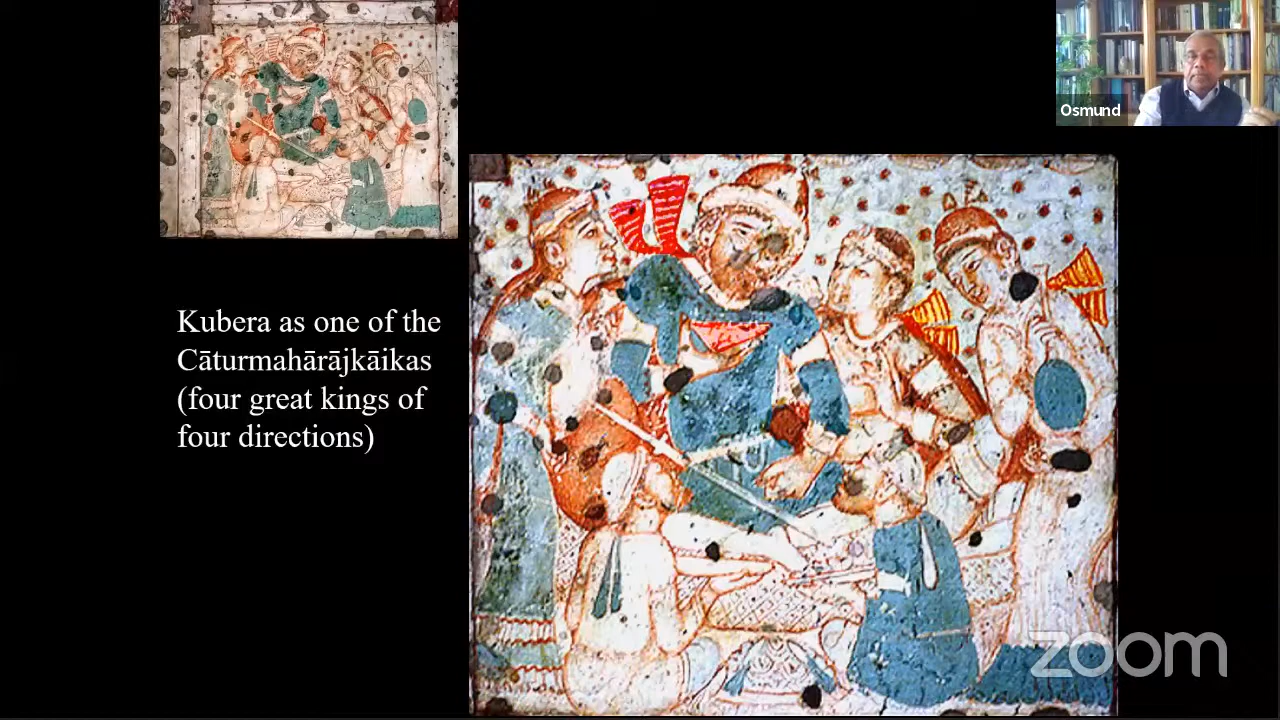 Osmund
Kubera as one of the
Cāturmahārājkāikas
(four great kings of
four directions)
zoom